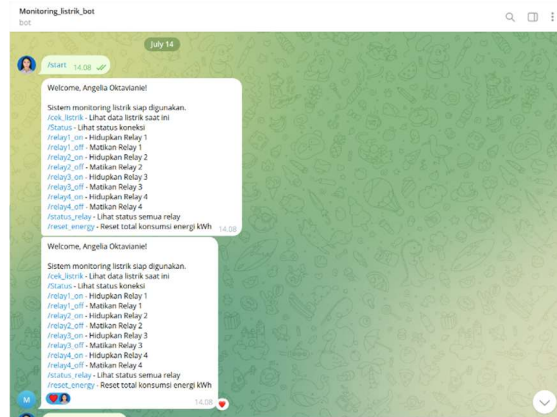 Monitoring_listrik_bot
bot
July 14
/start 14.08
Welcome, Angelia Oktavianie!
Sistem monitoring listrik siap digunakan.
/cek_listrik - Lihat data listrik saat ini
/Status - Lihat status koneksi
/relay1_on - Hidupkan Relay 1
/relay1_off - Matikan Relay 1
/relay2_on - Hidupkan Relay 2
/relay2_off - Matikan Relay 2
/relay3_on - Hidupkan Relay 3
/relay3_off - Matikan Relay 3
/relay4_on - Hidupkan Relay 4
/relay4_off - Matikan Relay 4
/status_relay - Lihat status semua relay
/reset_energy - Reset total konsumsi energi kWh 14.08
Welcome, Angelia Oktavianie!
Sistem monitoring listrik siap digunakan.
/cek_listrik - Lihat data listrik saat ini
/Status - Lihat status koneksi
/relay1_on - Hidupkan Relay 1
/relay1_off - Matikan Relay 1
/relay2_on - Hidupkan Relay 2
/relay2_off - Matikan Relay 2
/relay3_on - Hidupkan Relay 3
/relay3_off - Matikan Relay 3
/relay4_on - Hidupkan Relay 4
/relay4_off - Matikan Relay 4
/status_relay - Lihat status semua relay
/reset_energy - Reset total konsumsi energi kWh
M
14.08